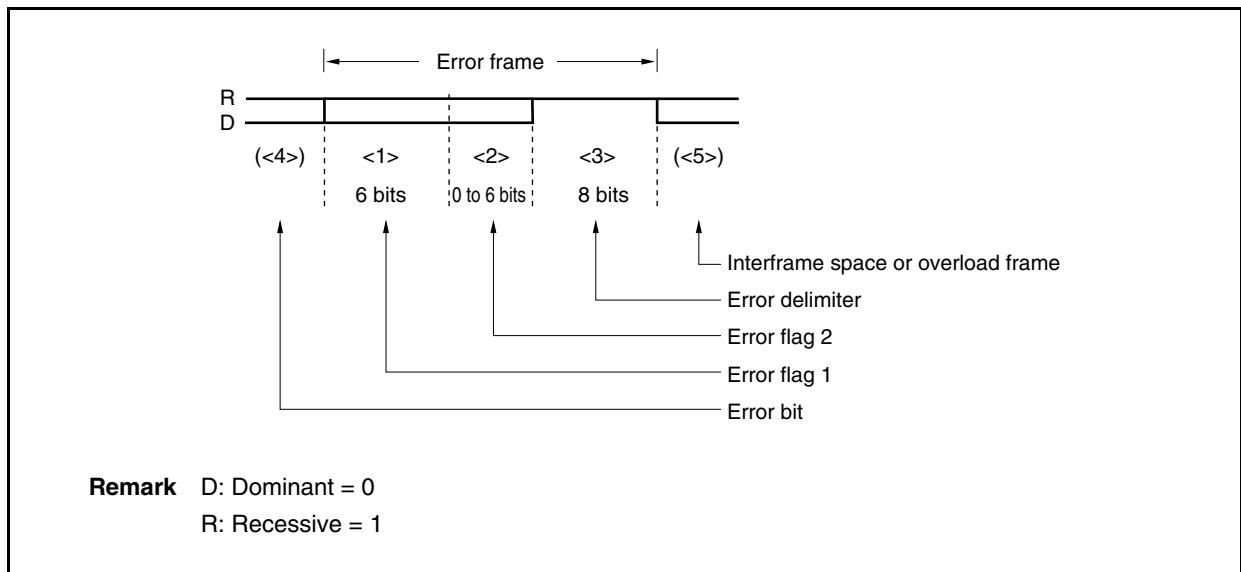 Error frame
R
D
(<4>) <1> <2> <3> (<5>)
6 bits 0 to 6 bits 8 bits
Interframe space or overload frame
Error delimiter
Error flag 2
Error flag 1
Error bit
Remark D: Dominant = 0
R: Recessive = 1